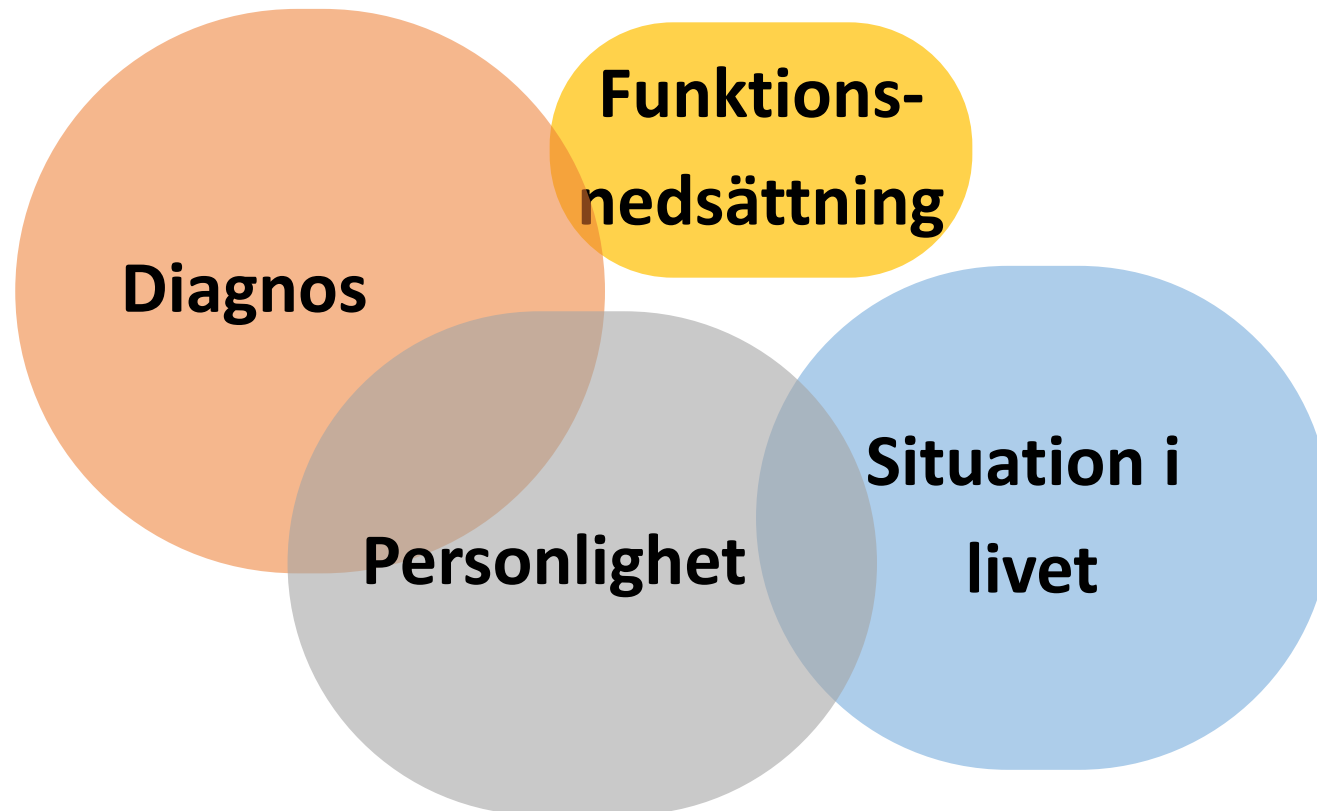 Funktions-
nedsättning
Diagnos
Situation i
livet
Personlighet